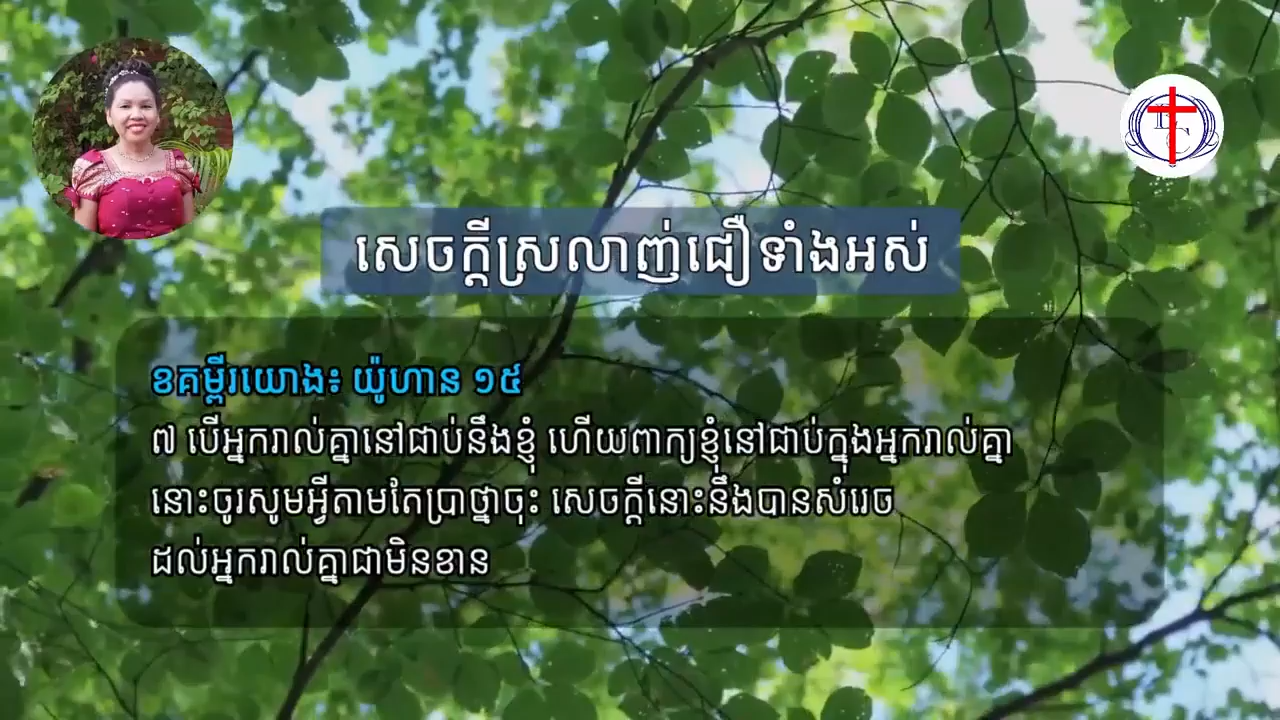 សេចក្ដីស្រលាញ់ជឿទាំងអស់
ខគម្ពីរយោង៖ យ៉ូហាន ១៥
៧ បើអ្នករាល់គ្នានៅជាប់នឹងខ្ញុំ ហើយពាក្យខ្ញុំនៅជាប់ក្នុងអ្នករាល់គ្នា
នោះចូរសូមអ្វីតាមតែប្រាថ្នាចុះ សេចក្ដីនោះនឹងបានសំរេច
ដល់អ្នករាល់គ្នាជាមិនខាន